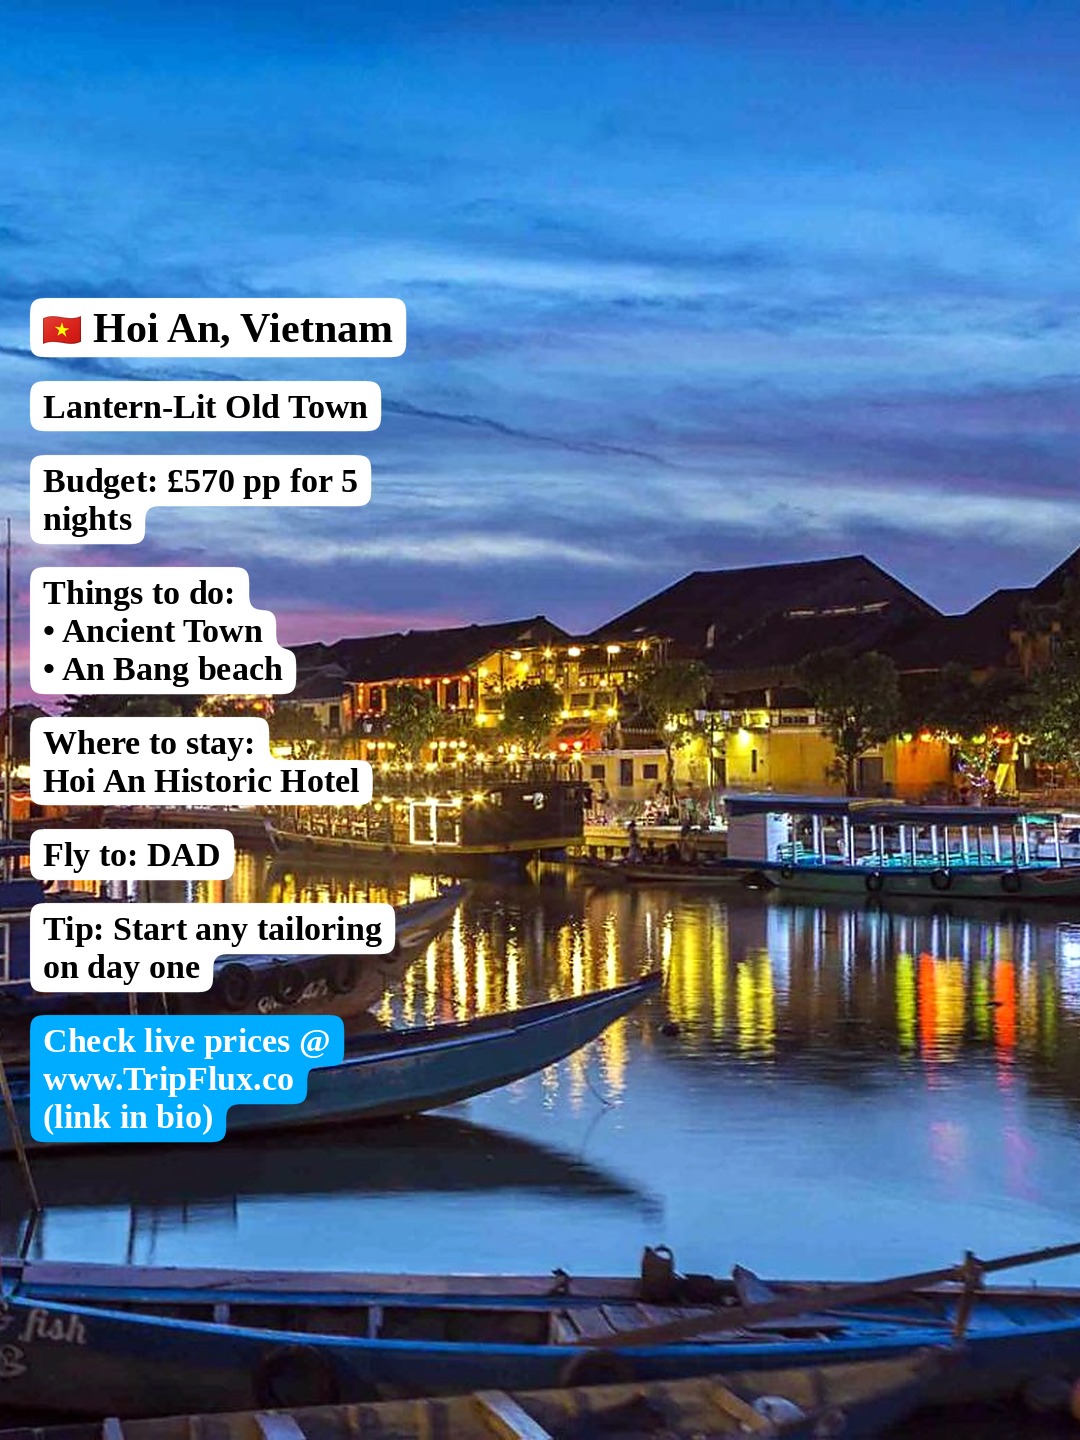 🇻🇳 Hoi An, Vietnam
Lantern-Lit Old Town
Budget: £570 pp for 5
nights
Things to do:
• Ancient Town
• An Bang beach
Where to stay:
Hoi An Historic Hotel
Fly to: DAD
Tip: Start any tailoring
on day one
Check live prices @
www.TripFlux.co
(link in bio)
fish